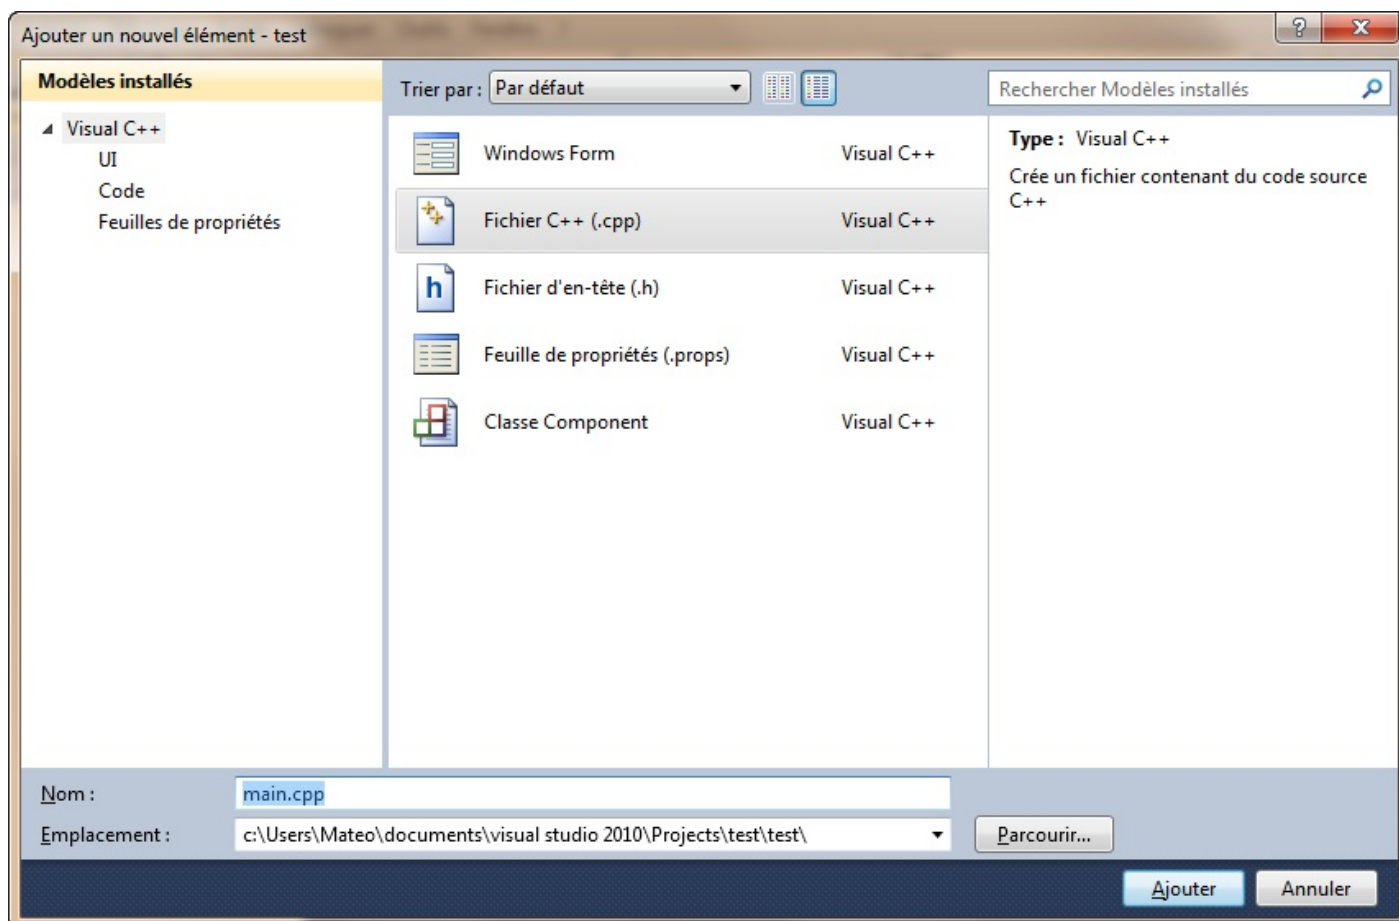 Ajouter un nouvel élément - test
Modèles installés
Visual C++
UI
Code
Feuilles de propriétés
Trier par : Par défaut
Windows Form Visual C++
Fichier C++ (.cpp) Visual C++
Fichier d'en-tête (.h) Visual C++
Feuille de propriétés (.props) Visual C++
Classe Component Visual C++
Rechercher Modèles installés
Type : Visual C++
Crée un fichier contenant du code source
C++
Nom : main.cpp
Emplacement : c:\Users\Mateo\documents\visual studio 2010\Projects\test\test\ Parcourir...
Ajouter Annuler